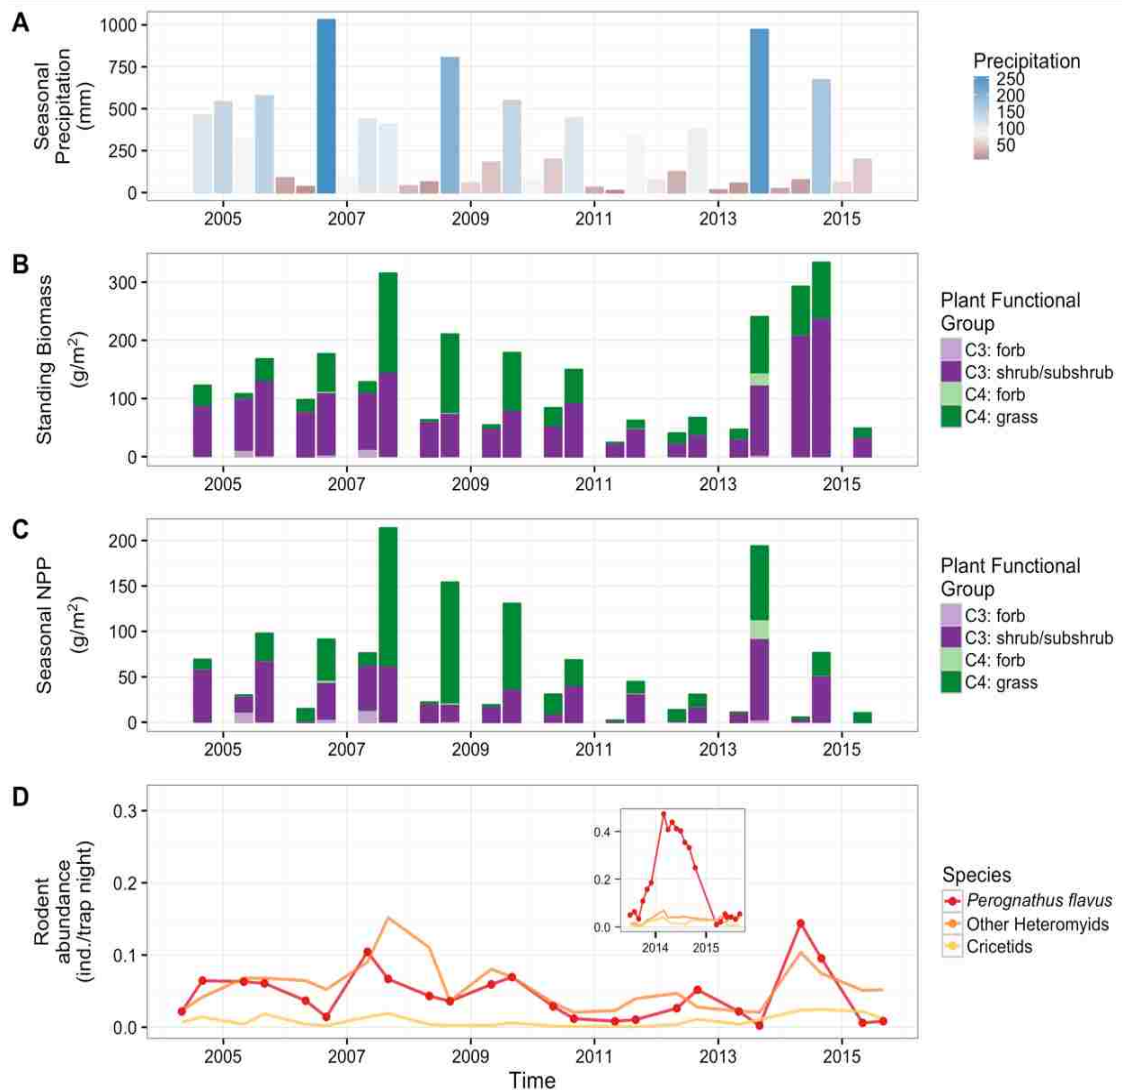 A
Seasonal
Precipitation
(mm)
1000
750
500
250
0
2005
2007
2009
2011
2013
2015
Precipitation
250
200
150
100
50
B
Standing Biomass
(g/m²)
300
200
100
0
2005
2007
2009
2011
2013
2015
Plant Functional
Group
C3: forb
C3: shrub/subshrub
C4: forb
C4: grass
C
Seasonal NPP
(g/m²)
200
150
100
50
0
2005
2007
2009
2011
2013
2015
Plant Functional
Group
C3: forb
C3: shrub/subshrub
C4: forb
C4: grass
D
Rodent
abundance
(ind./trap night)
0.3
0.2
0.1
0.0
0.4
0.2
0.0
2014
2015
2005
2007
2009
2011
2013
2015
Time
Species
Perognathus flavus
Other Heteromyids
Cricetids